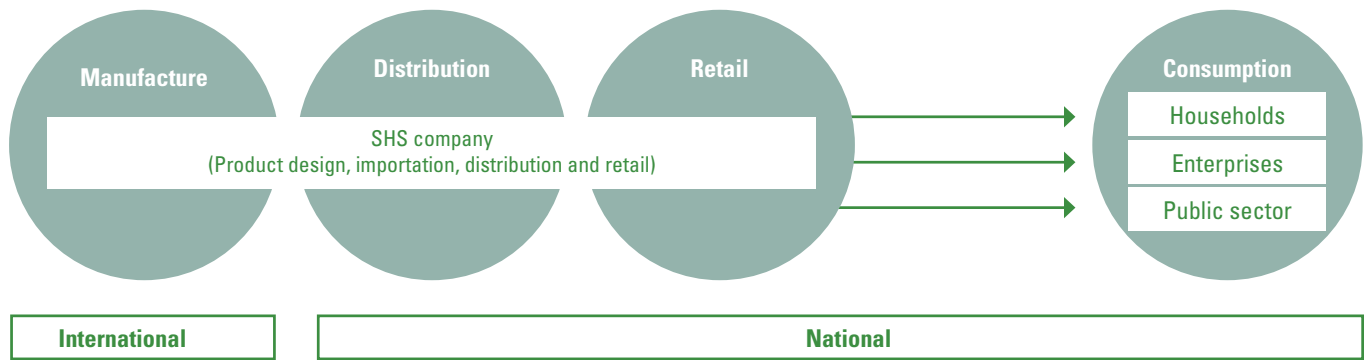 Manufacture
Distribution
Retail
Consumption
SHS company
(Product design, importation, distribution and retail)
Households
Enterprises
Public sector
International
National